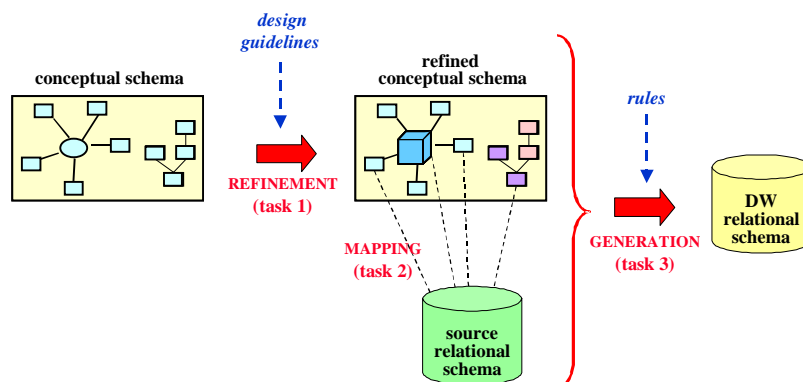 design
guidelines
conceptual schema
refined
conceptual schema
rules
REFINEMENT
(task 1)
MAPPING
(task 2)
GENERATION
(task 3)
DW
relational
schema
source
relational
schema